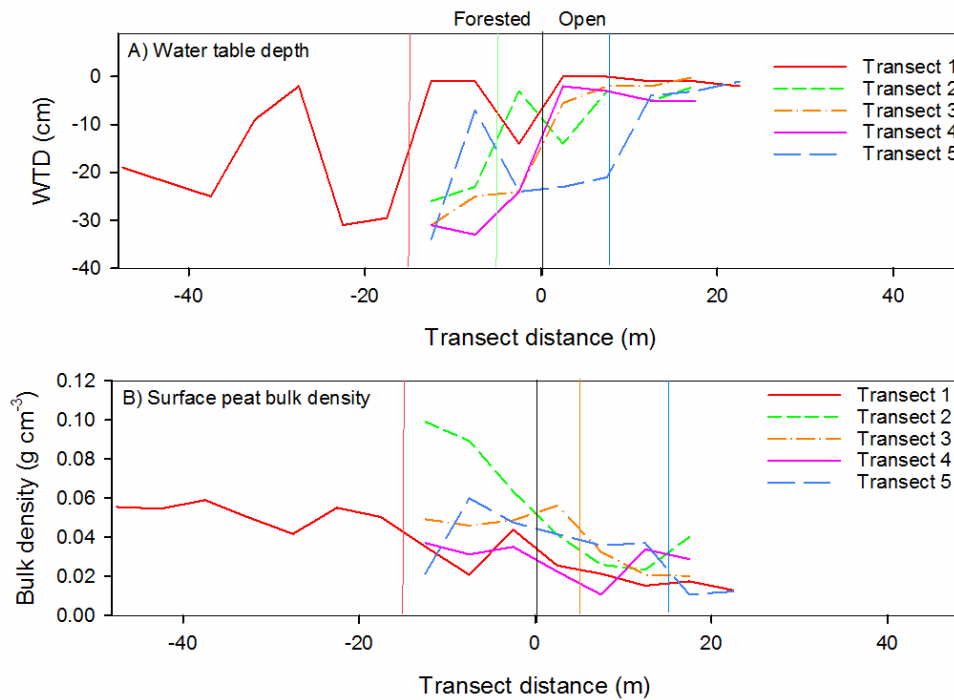 Forested Open
A) Water table depth
0
-10
-20
-30
-40
WTD (cm)
Transect 1
Transect 2
Transect 3
Transect 4
Transect 5
-40 -20 0 20 40
Transect distance (m)
B) Surface peat bulk density
0.12
0.10
0.08
0.06
0.04
0.02
0.00
Bulk density (g cm⁻³)
Transect 1
Transect 2
Transect 3
Transect 4
Transect 5
-40 -20 0 20 40
Transect distance (m)